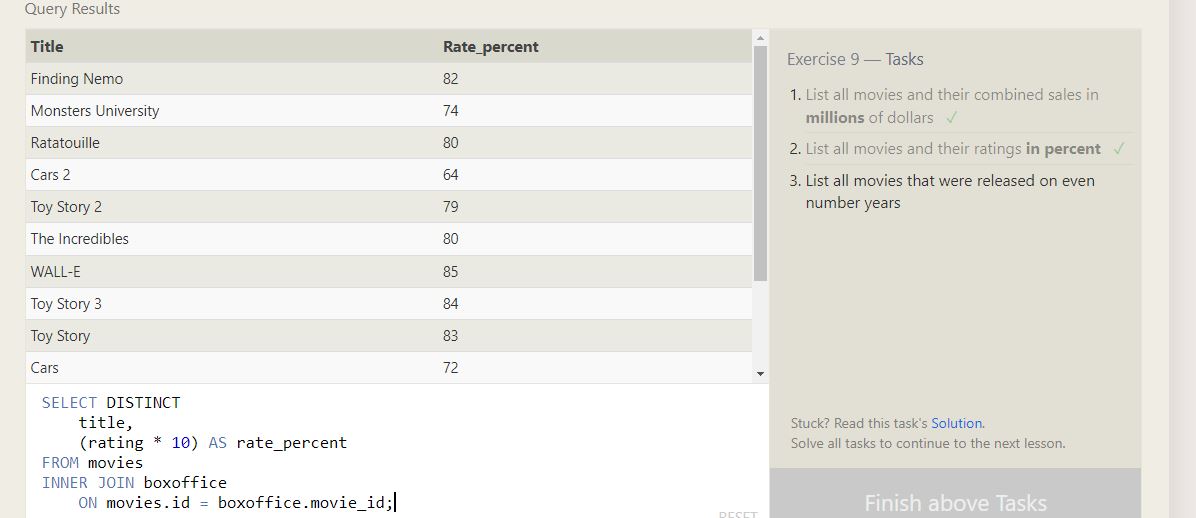 Query Results
Title Rate_percent
Finding Nemo 82
Monsters University 74
Ratatouille 80
Cars 2 64
Toy Story 2 79
The Incredibles 80
WALL-E 85
Toy Story 3 84
Toy Story 83
Cars 72
SELECT DISTINCT
title,
(rating * 10) AS rate_percent
FROM movies
INNER JOIN boxoffice
ON movies.id = boxoffice.movie_id;
RESET
Exercise 9 — Tasks
1. List all movies and their combined sales in
millions of dollars ✓
2. List all movies and their ratings in percent ✓
3. List all movies that were released on even
number years
Stuck? Read this task's Solution.
Solve all tasks to continue to the next lesson.
Finish above Tasks